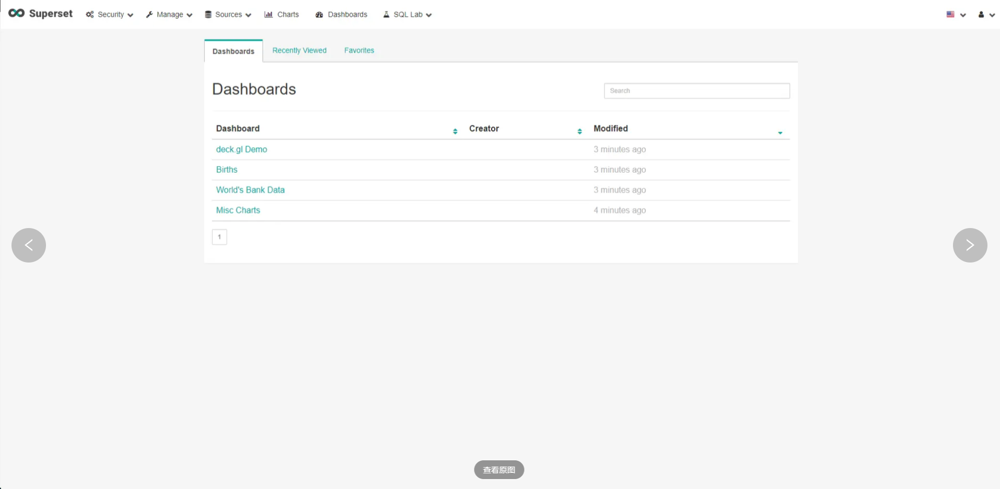 Superset Security Manage Sources Charts Dashboards SQL Lab
Dashboards Recently Viewed Favorites
Dashboards
Search
Dashboard Creator Modified
deck.gl Demo 3 minutes ago
Births 3 minutes ago
World's Bank Data 3 minutes ago
Misc Charts 4 minutes ago
1
查看原图